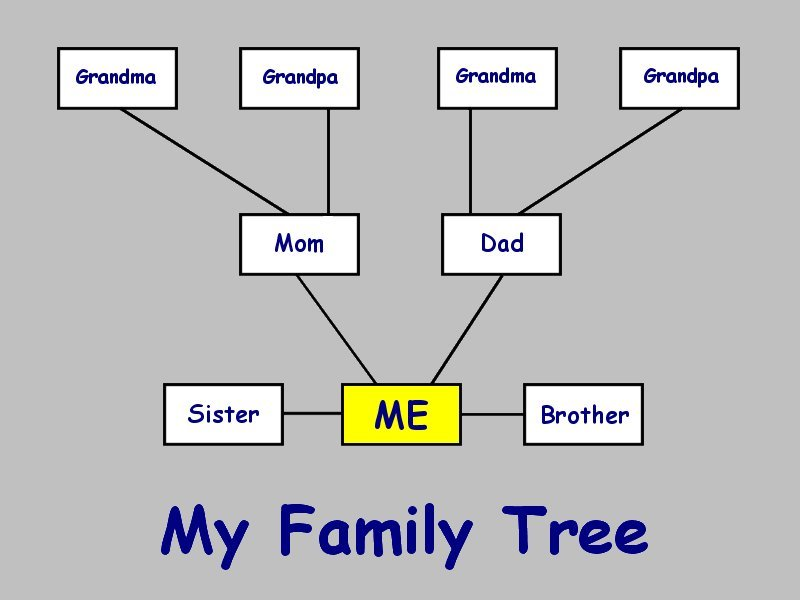 Grandma
Grandpa
Grandma
Grandpa
Mom
Dad
Sister
ME
Brother
My Family Tree